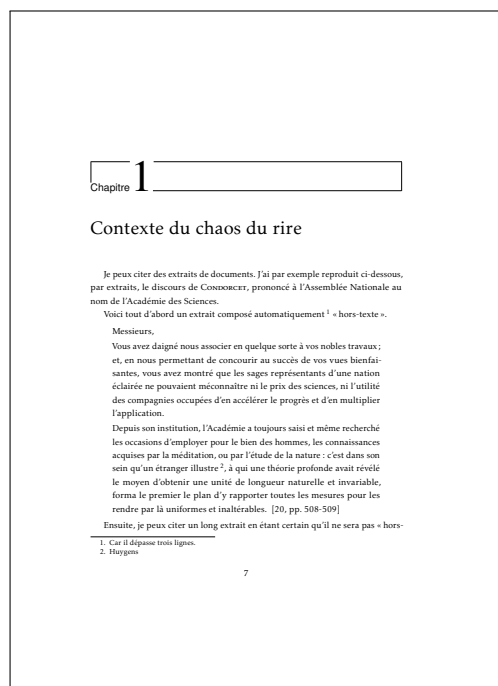 Chapitre 1
Contexte du chaos du rire
Je peux citer des extraits de documents. J'ai par exemple reproduit ci-dessous,
par extraits, le discours de Condorcet, prononcé à l'Assemblée Nationale au
nom de l'Académie des Sciences.
Voici tout d'abord un extrait composé automatiquement 1 « hors-texte ».
Messieurs,
Vous avez daigné nous associer en quelque sorte à vos nobles travaux ;
et, en nous permettant de concourir au succès de vos vues bienfai-
santes, vous avez montré que les sages représentants d'une nation
éclairée ne pouvaient méconnaître ni le prix des sciences, ni l'utilité
des compagnies occupées d'en accélérer le progrès et d'en multiplier
l'application.
Depuis son institution, l'Académie a toujours saisi et même recherché
les occasions d'employer pour le bien des hommes, les connaissances
acquises par la méditation, ou par l'étude de la nature : c'est dans son
sein qu'un étranger illustre 2, à qui une théorie profonde avait révélé
le moyen d'obtenir une unité de longueur naturelle et invariable,
forma le premier le plan d'y rapporter toutes les mesures pour les
rendre par là uniformes et inaltérables. [20, pp. 508-509]
Ensuite, je peux citer un long extrait en étant certain qu'il ne sera pas « hors-
1. Car il dépasse trois lignes.
2. Huygens
7